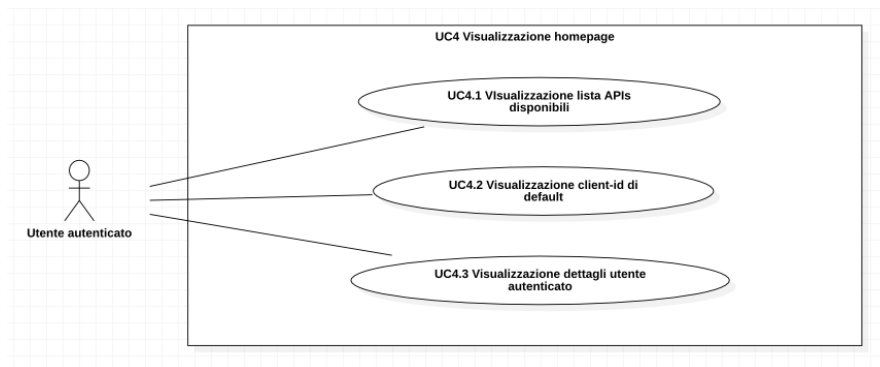 UC4 Visualizzazione homepage
UC4.1 VIsualizzazione lista APIs
disponibili
UC4.2 Visualizzazione client-id di
default
Utente autenticato
UC4.3 Visualizzazione dettagli utente
autenticato